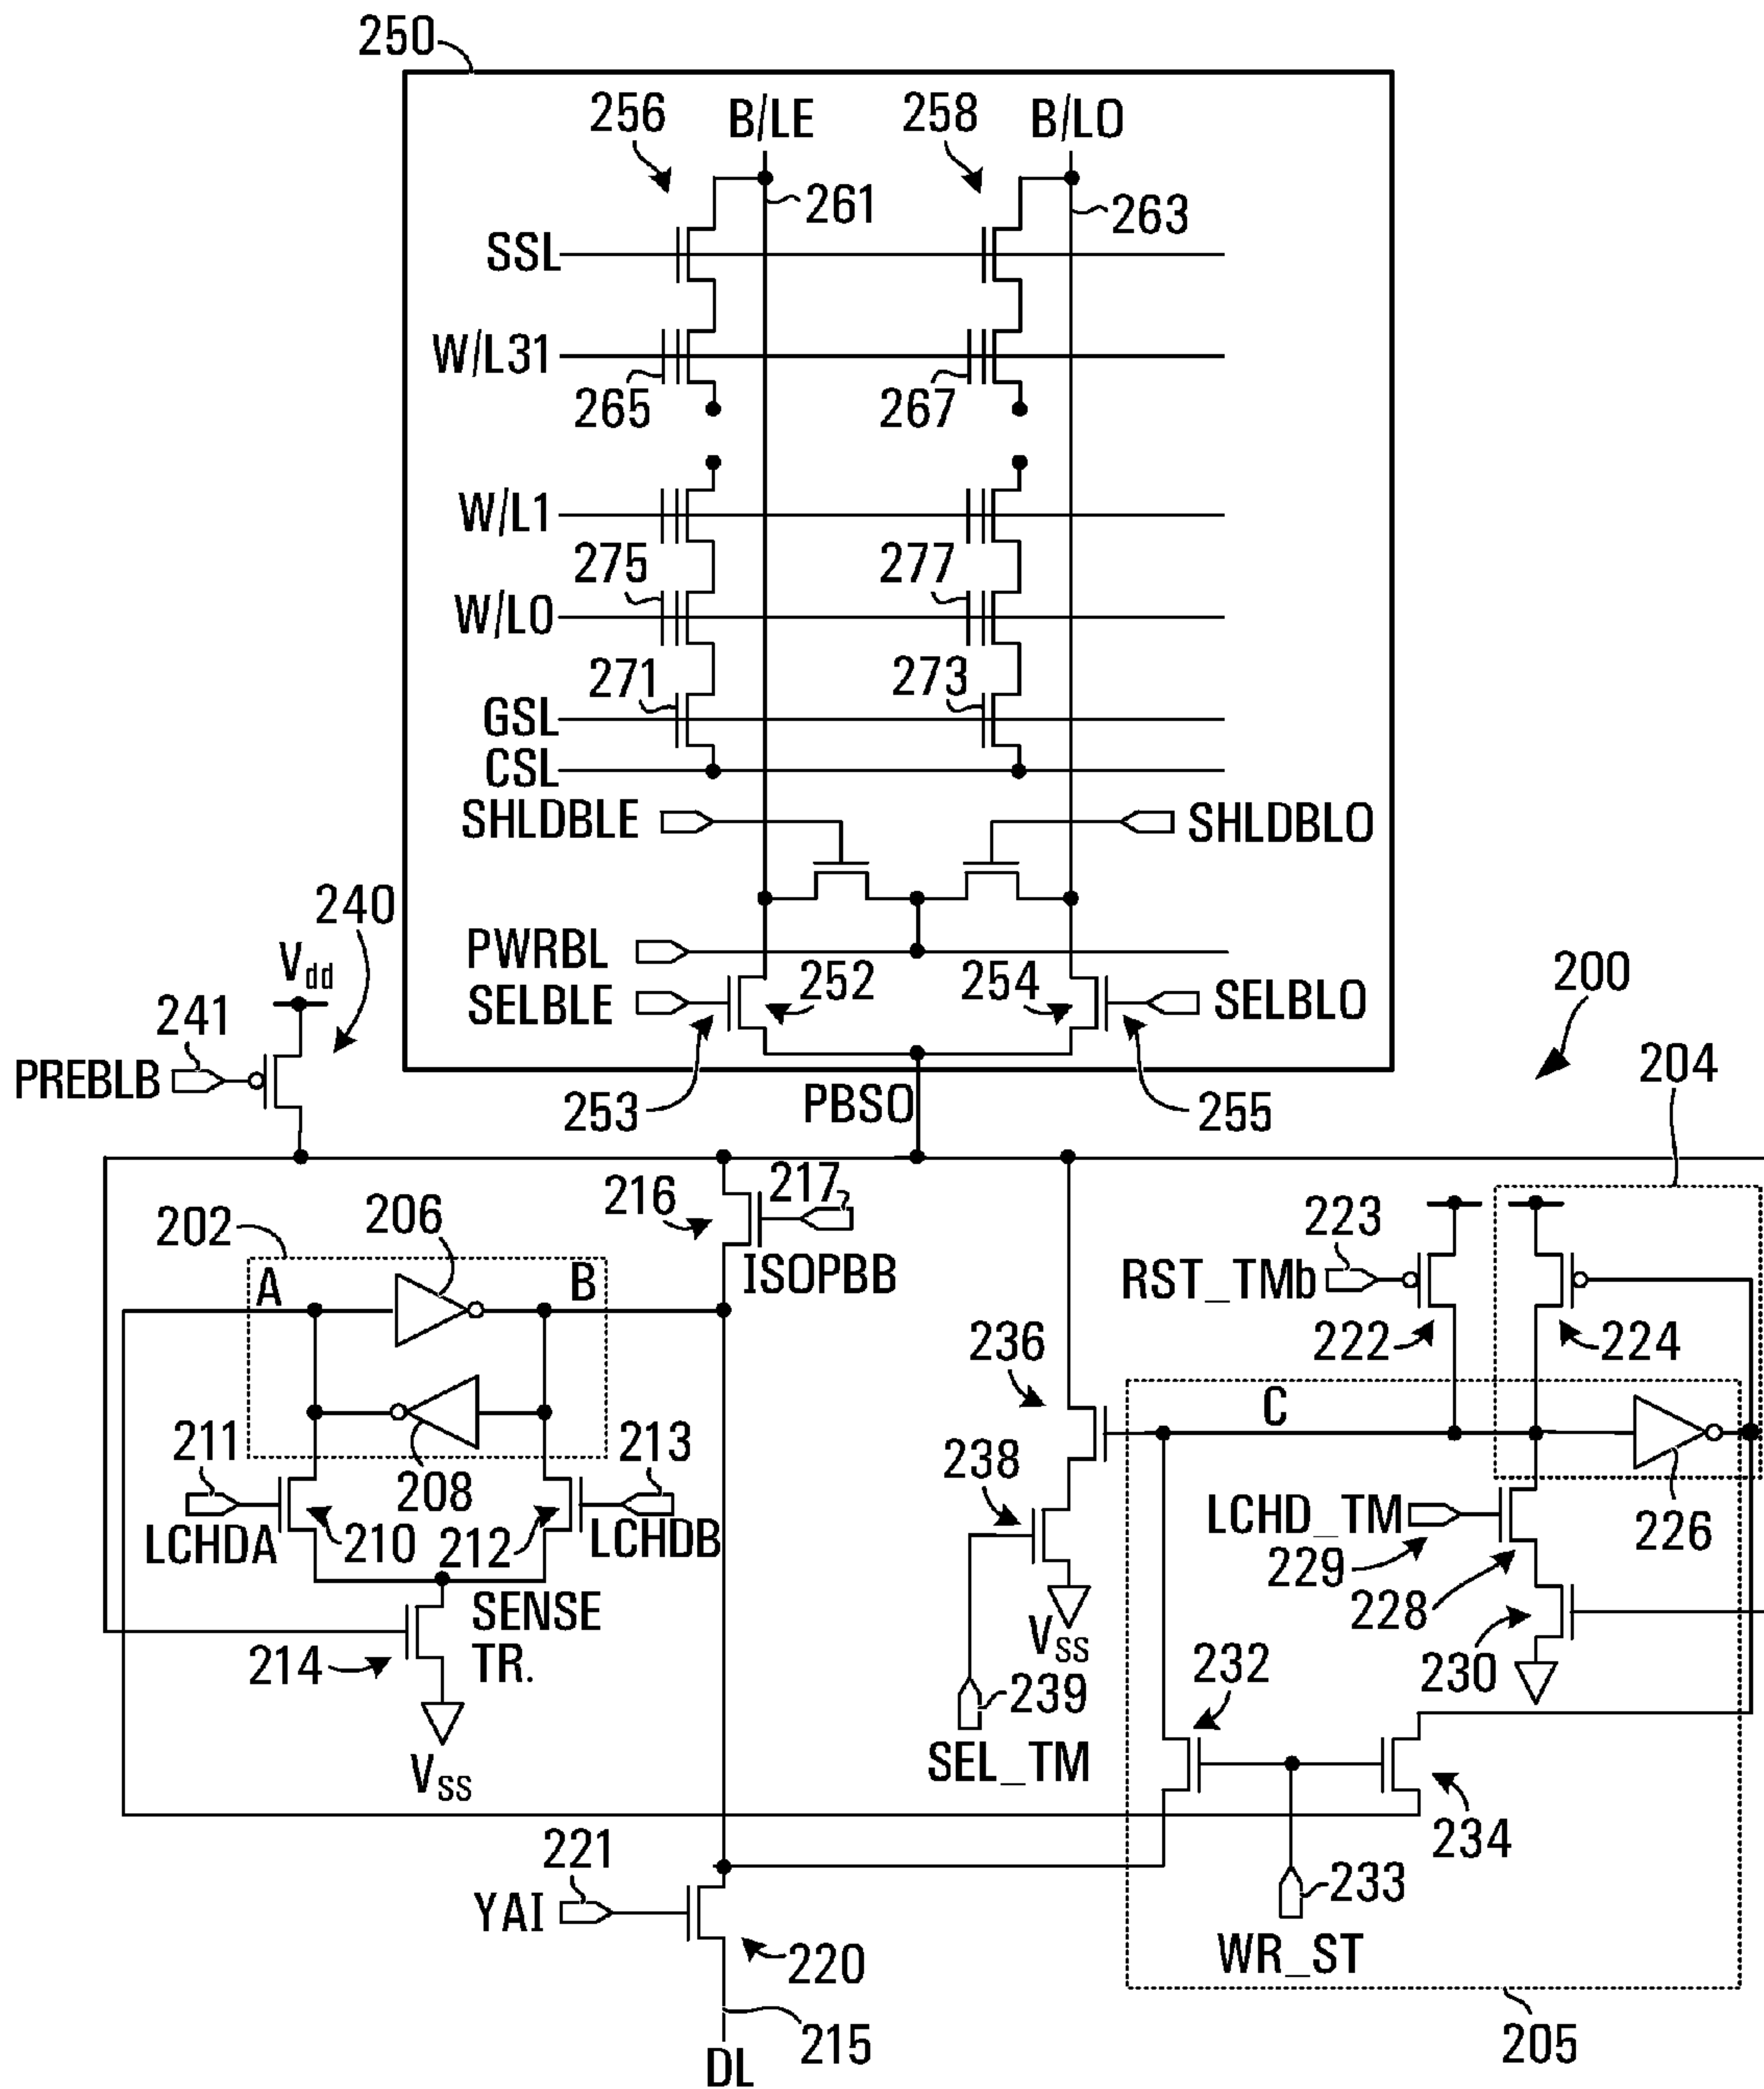 250
256 B/LE 258 B/LO
261 263
SSL
W/L31
265 267
W/L1
275 277
W/L0
271 273
GSL
CSL
SHLDBLE SHLDBLO
240
PWRBL
Vdd 252 254 200
SELBLE SELBLO
241
PREBLB 204
253 PBSO 255
216 217
202 206 223
ISOPBB RST_TMb
A B
236 222 224
C
211 213
238
208 LCHD_TM 226
LCHDA 210 212 LCHDB 229
SENSE 228
TR. VSS
214 232 230
239
VSS SEL_TM
234
221
YAI 233
WR_ST
220
215 205
DL